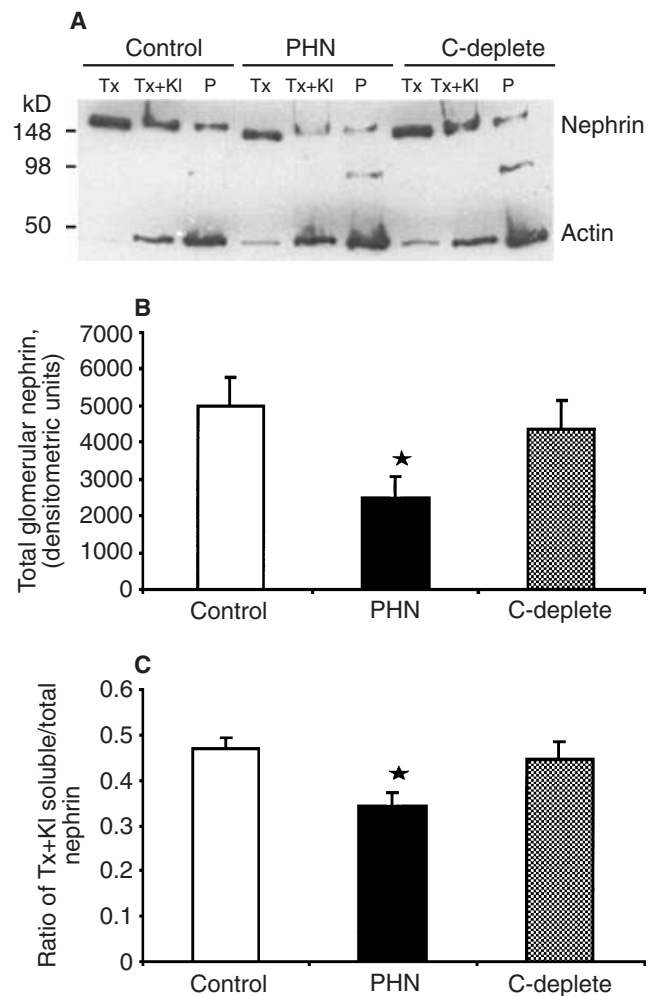 A
Control PHN C-deplete
Tx Tx+KI P Tx Tx+KI P Tx Tx+KI P
kD
148 Nephrin
98
50 Actin
B
Total glomerular nephrin,
(densitometric units)
7000
6000
5000
4000
3000
2000
1000
0
★
Control PHN C-deplete
C
Ratio of Tx+KI soluble/total
nephrin
0.6
0.5
0.4
0.3
0.2
0.1
0
★
Control PHN C-deplete